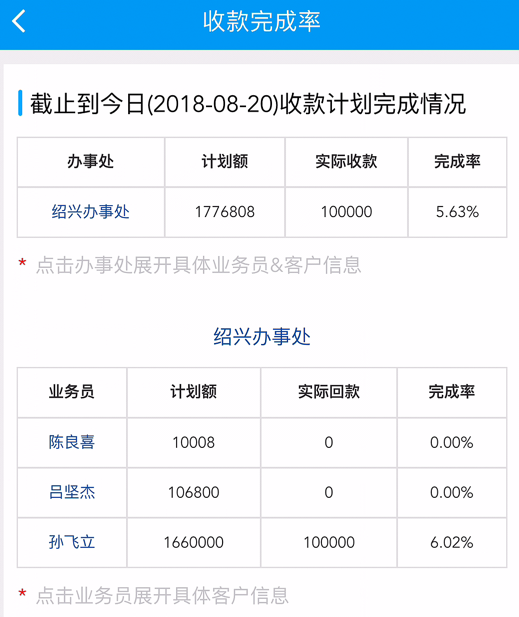 收款完成率
截止到今日(2018-08-20)收款计划完成情况
办事处 计划额 实际收款 完成率
绍兴办事处 1776808 100000 5.63%
* 点击办事处展开具体业务员&客户信息
绍兴办事处
业务员 计划额 实际回款 完成率
陈良喜 10008 0 0.00%
吕坚杰 106800 0 0.00%
孙飞立 1660000 100000 6.02%
* 点击业务员展开具体客户信息